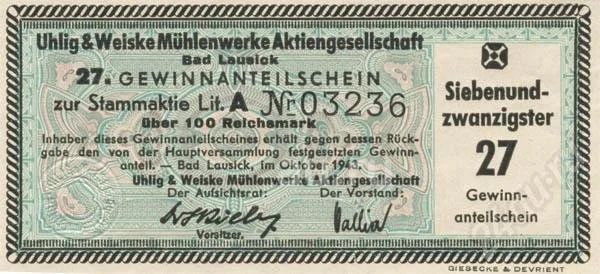 Uhlig & Weiske Mühlenwerke Aktiengesellschaft
Bad Lausick
27. GEWINNANTEILSCHEIN
zur Stammaktie Lit. A № 03236
über 100 Reichsmark
Inhaber dieses Gewinnanteilscheines erhält gegen dessen Rück-
gabe den von der Hauptversammlung festgesetzten Gewinn-
anteil. — Bad Lausick, im Oktober 1943.
Uhlig & Weiske Mühlenwerke Aktiengesellschaft
Der Aufsichtsrat: Der Vorstand:
Vorsitzer.
Siebenund-
zwanzigster
27
Gewinn-
anteilschein
GIESECKE & DEVRIENT